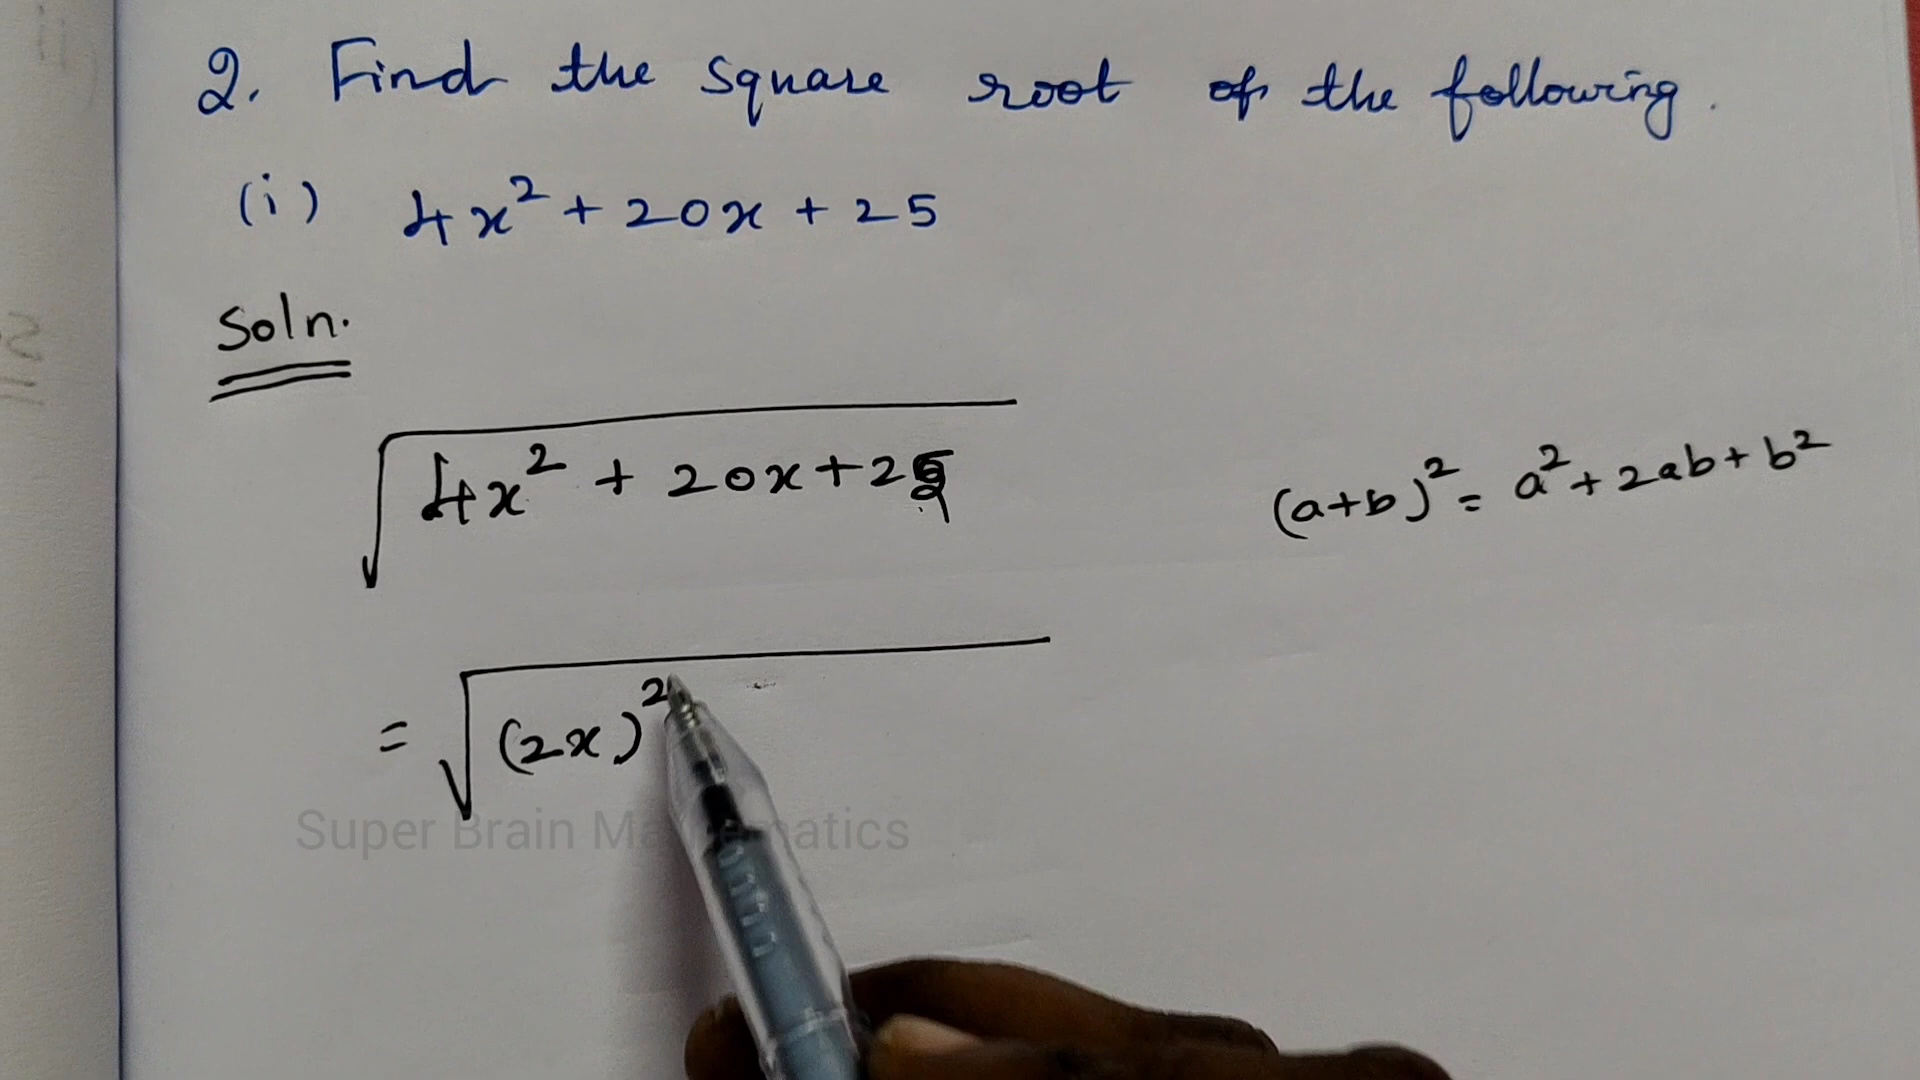 2. Find the square root of the following.
(i) 4x² + 20x + 25
Soln.
√4x² + 20x + 25
(a+b)² = a² + 2ab + b²
= √(2x)²
Super Brain Mathematics